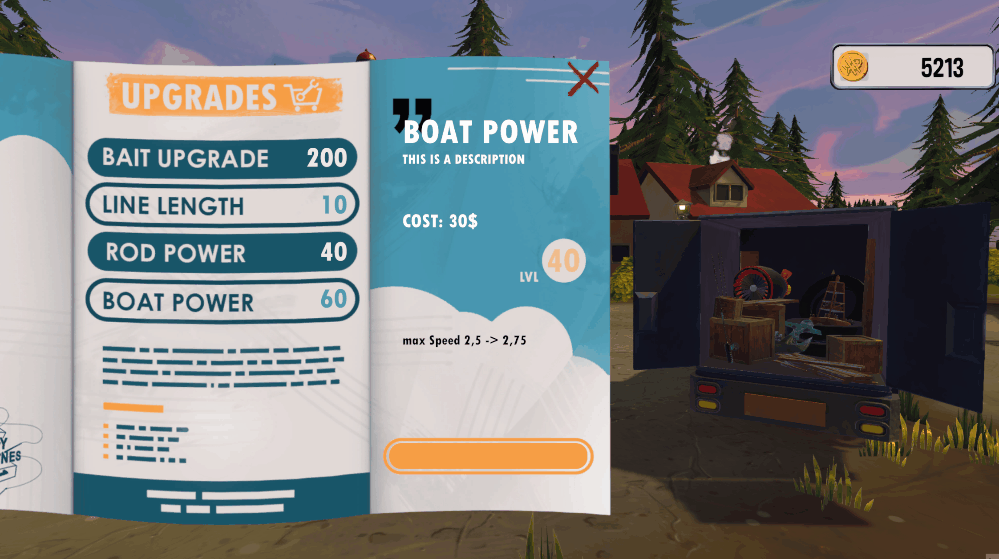 5213
UPGRADES
BAIT UPGRADE 200
LINE LENGTH 10
ROD POWER 40
BOAT POWER 60
”
BOAT POWER
THIS IS A DESCRIPTION
COST: 30$
LVL 40
max Speed 2,5 -> 2,75